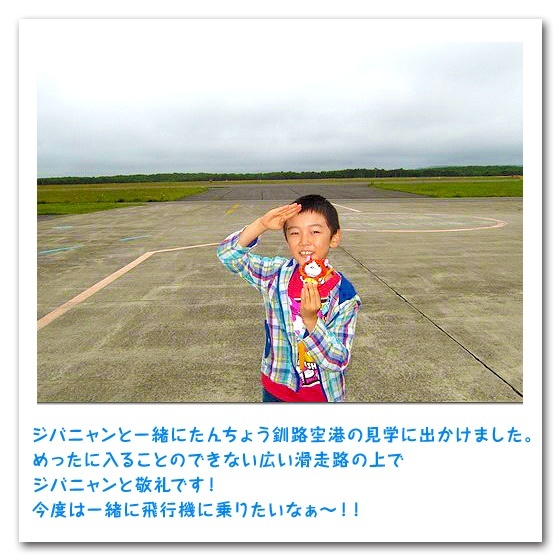 ジバニャンと一緒にたんちょう釧路空港の見学に出かけました。
めったに入ることのできない広い滑走路の上で
ジバニャンと敬礼です！
今度は一緒に飛行機に乗りたいなぁ～！！